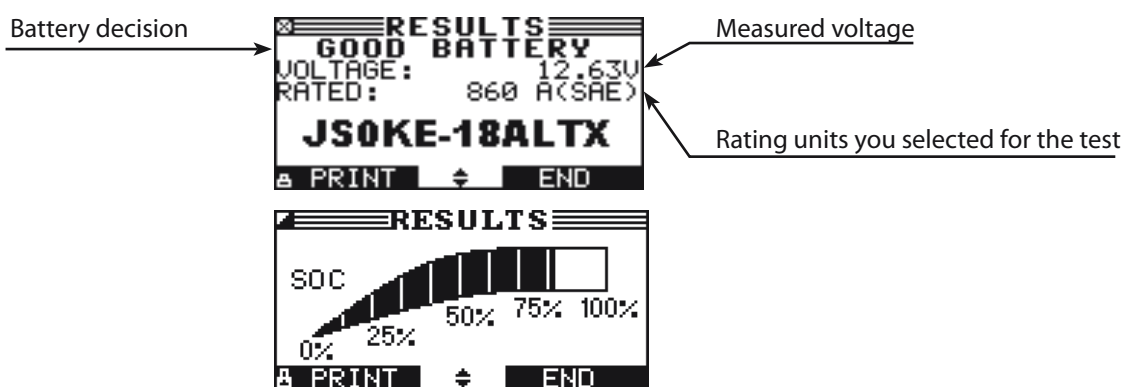 Battery decision
RESULTS
GOOD BATTERY
VOLTAGE: 12.63V
RATED: 860 A(SAE)
JS0KE-18ALTX
PRINT END
Measured voltage
Rating units you selected for the test
RESULTS
SOC
0% 25% 50% 75% 100%
PRINT END